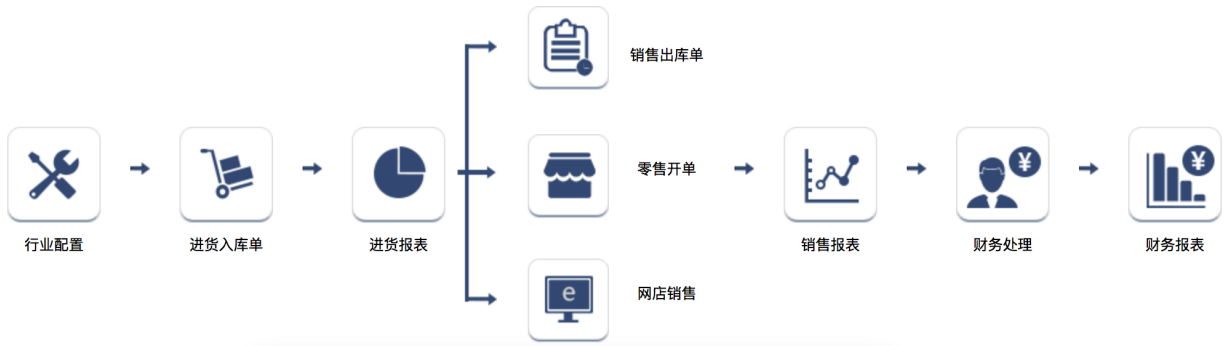 行业配置
进货入库单
进货报表
销售出库单
零售开单
e
网店销售
销售报表
¥
财务处理
¥
财务报表